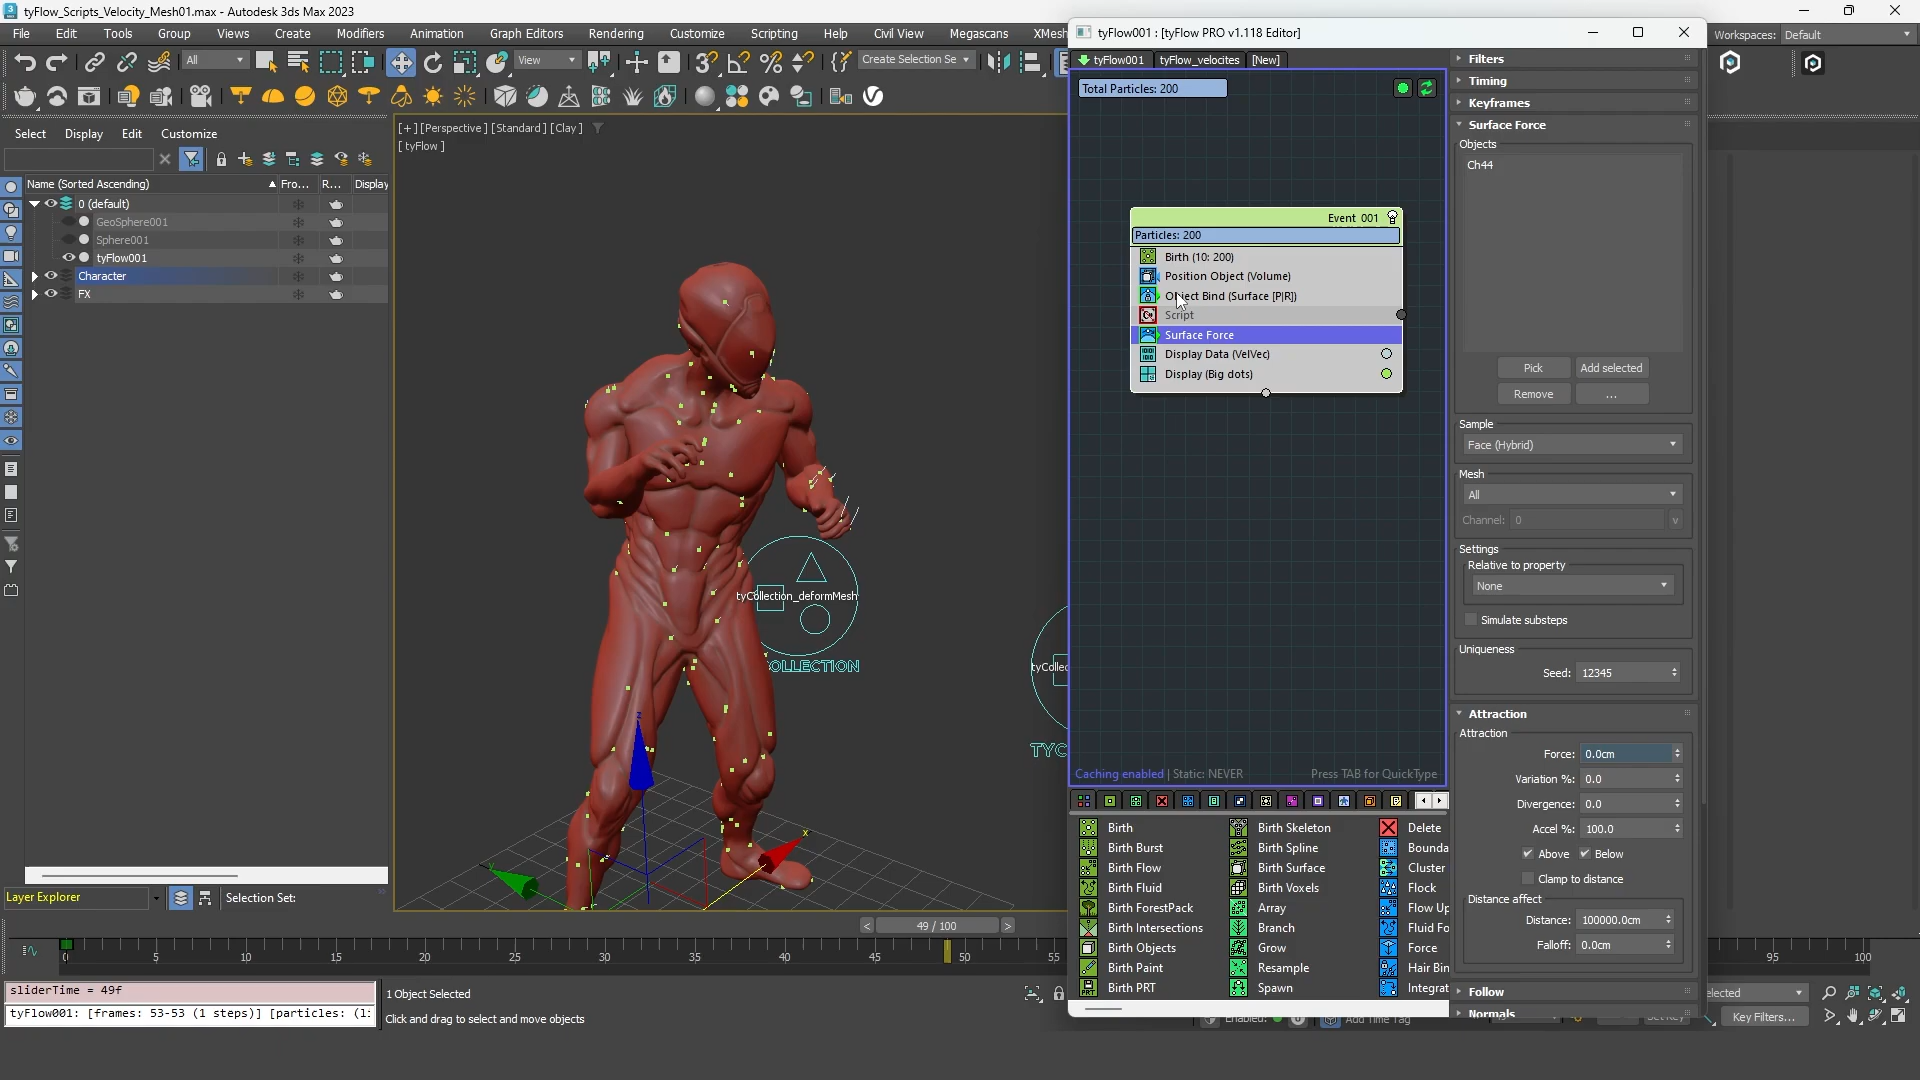 tyFlow_Scripts_Velocity_Mesh01.max - Autodesk 3ds Max 2023
File Edit Tools Group Views Create Modifiers Animation Graph Editors Rendering Customize Scripting Help Civil View Megascans XMesh
Workspaces: Default
All
View
Create Selection Se
Select Display Edit Customize
Name (Sorted Ascending) Fro... R... Display
0 (default)
GeoSphere001
Sphere001
tyFlow001
Character
FX
Layer Explorer
Selection Set:
[+] [Perspective] [Standard] [Clay]
[ tyFlow ]
tyCollection_deformMesh
OLLECTION
tyColle
TYC
tyFlow001 : [tyFlow PRO v1.118 Editor]
tyFlow001 tyFlow_velocites [New]
Total Particles: 200
Event 001
Particles: 200
Birth (10: 200)
Position Object (Volume)
Object Bind (Surface [P|R])
Script
Surface Force
Display Data (VelVec)
Display (Big dots)
Caching enabled | Static: NEVER
Press TAB for QuickType
Birth Birth Skeleton Delete
Birth Burst Birth Spline Bounda
Birth Flow Birth Surface Cluster
Birth Fluid Birth Voxels Flock
Birth ForestPack Array Flow Up
Birth Intersections Branch Fluid Fo
Birth Objects Grow Force
Birth Paint Resample Hair Bin
Birth PRT Spawn Integrat
Filters
Timing
Keyframes
Surface Force
Objects
Ch44
Pick Add selected
Remove ...
Sample
Face (Hybrid)
Mesh
All
Channel: 0 v
Settings
Relative to property
None
Simulate substeps
Uniqueness
Seed: 12345
Attraction
Attraction
Force: 0.0cm
Variation %: 0.0
Divergence: 0.0
Accel %: 100.0
Above Below
Clamp to distance
Distance affect
Distance: 100000.0cm
Falloff: 0.0cm
Follow
Normals
< 49 / 100 >
0 5 10 15 20 25 30 35 40 45 50 55 95 100
sliderTime = 49f
tyFlow001: [frames: 53-53 (1 steps)] [particles: (1:
1 Object Selected
Click and drag to select and move objects
Enabled:
Add Time Tag
Set Key
elected
Key Filters...